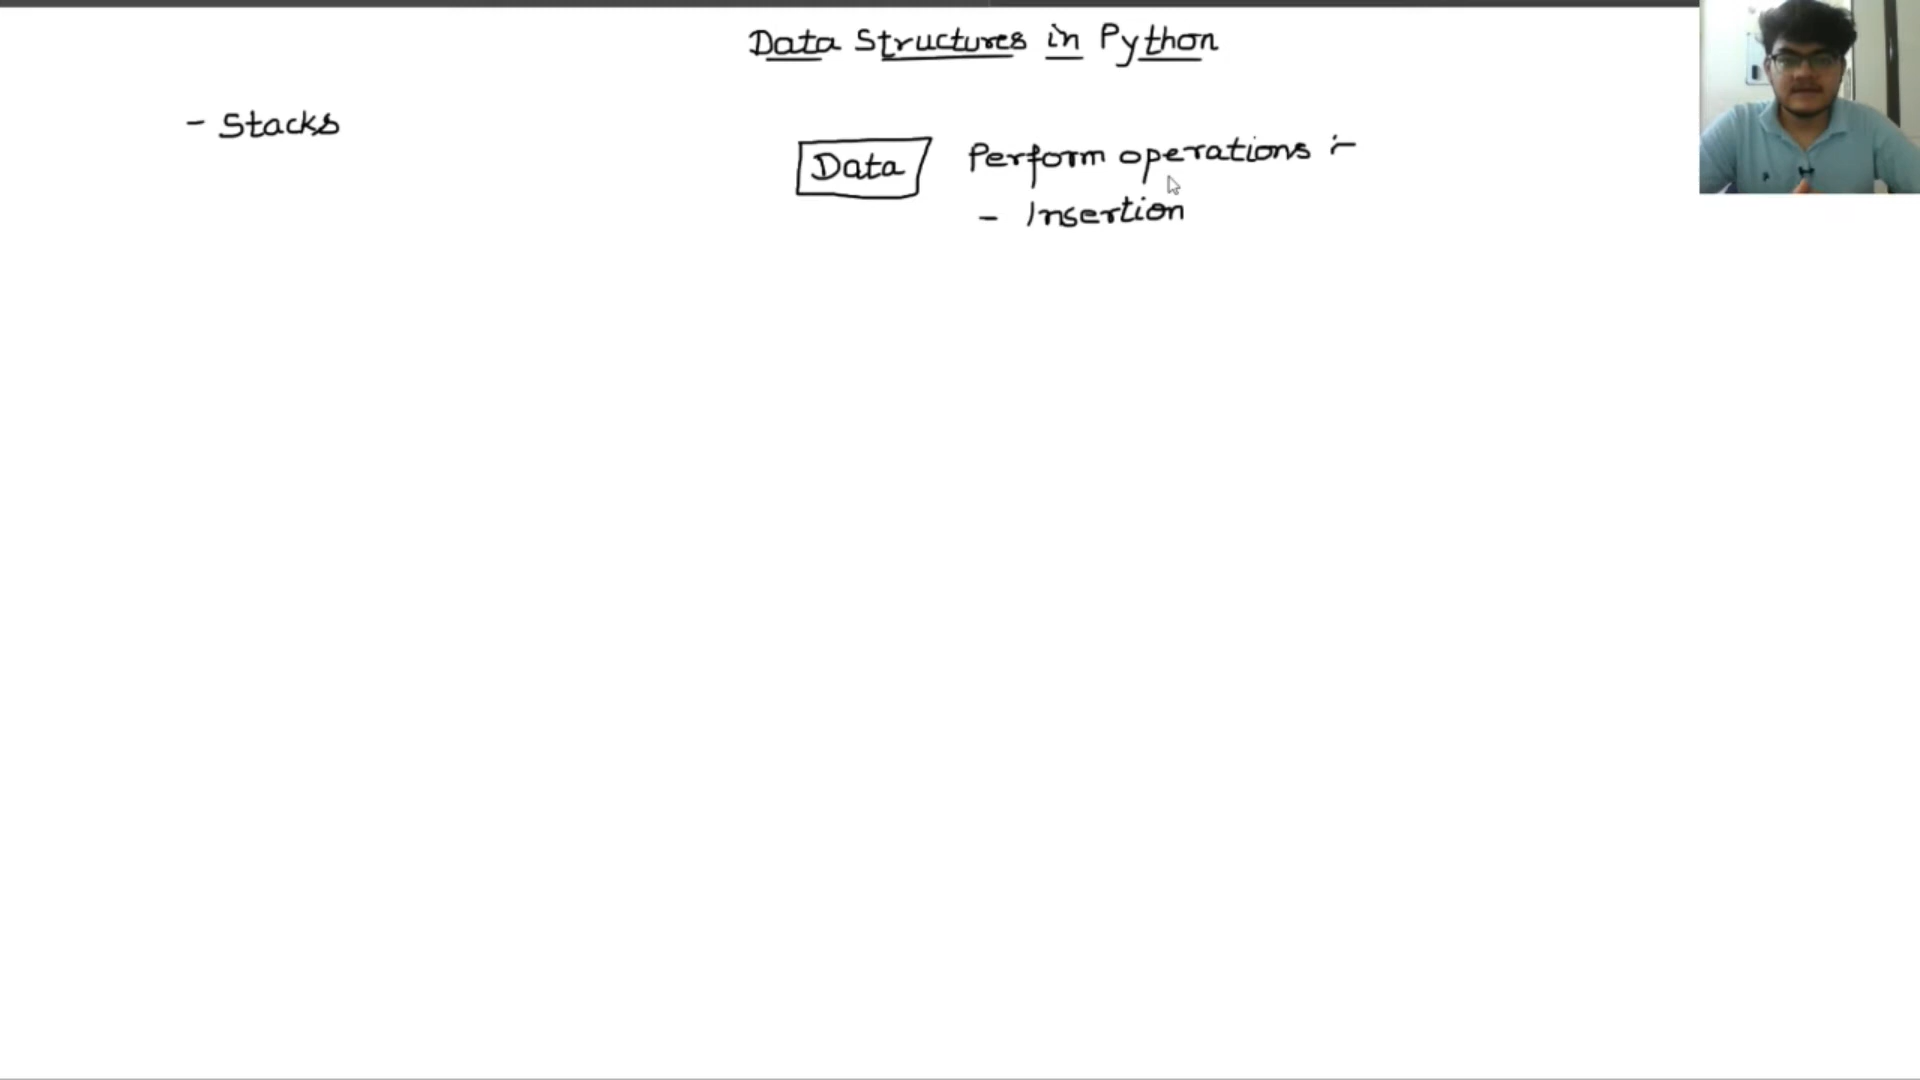 Data Structures in Python
- Stacks
Data
Perform operations :-
- Insertion